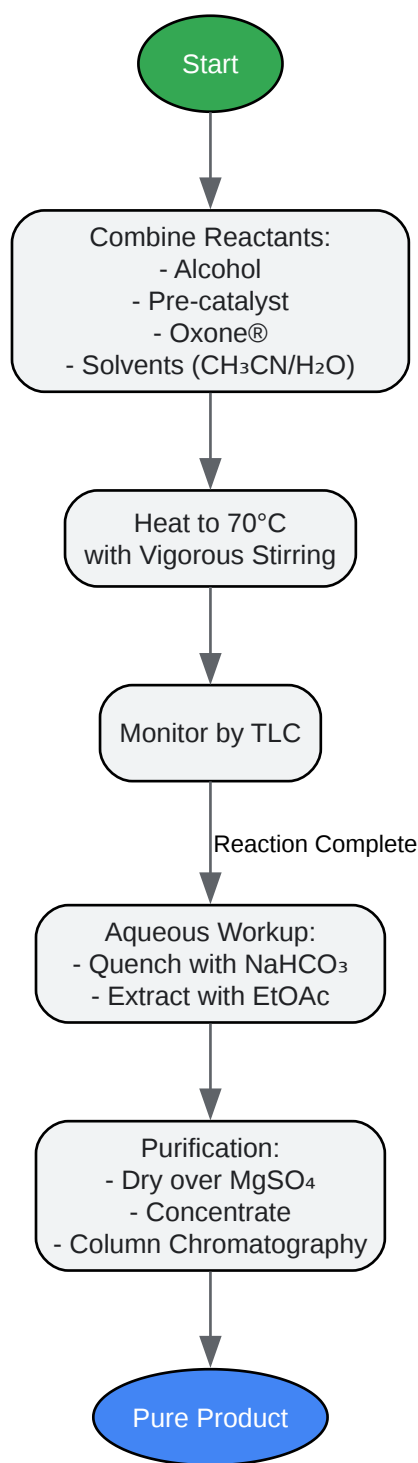 Start
Combine Reactants:
- Alcohol
- Pre-catalyst
- Oxone®
- Solvents (CH₃CN/H₂O)
Heat to 70°C
with Vigorous Stirring
Monitor by TLC
Reaction Complete
Aqueous Workup:
- Quench with NaHCO₃
- Extract with EtOAc
Purification:
- Dry over MgSO₄
- Concentrate
- Column Chromatography
Pure Product